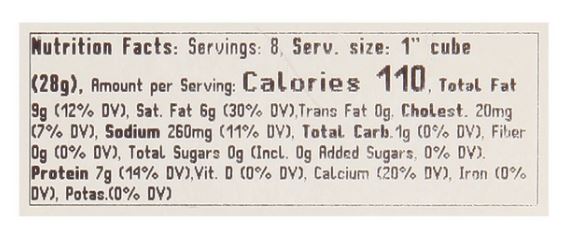 Nutrition Facts: Servings: 8, Serv. size: 1" cube
(28g), Amount per Serving: Calories 110, Total Fat
9g (12% DV), Sat. Fat 6g (30% DV),Trans Fat 0g, Cholest. 20mg
(7% DV), Sodium 260mg (11% DV), Total Carb.1g (0% DV), Fiber
0g (0% DV), Total Sugars 0g (Incl. 0g Added Sugars, 0% DV).
Protein 7g (14% DV),Vit. D (0% DV), Calcium (20% DV), Iron (0%
DV), Potas.(0% DV)